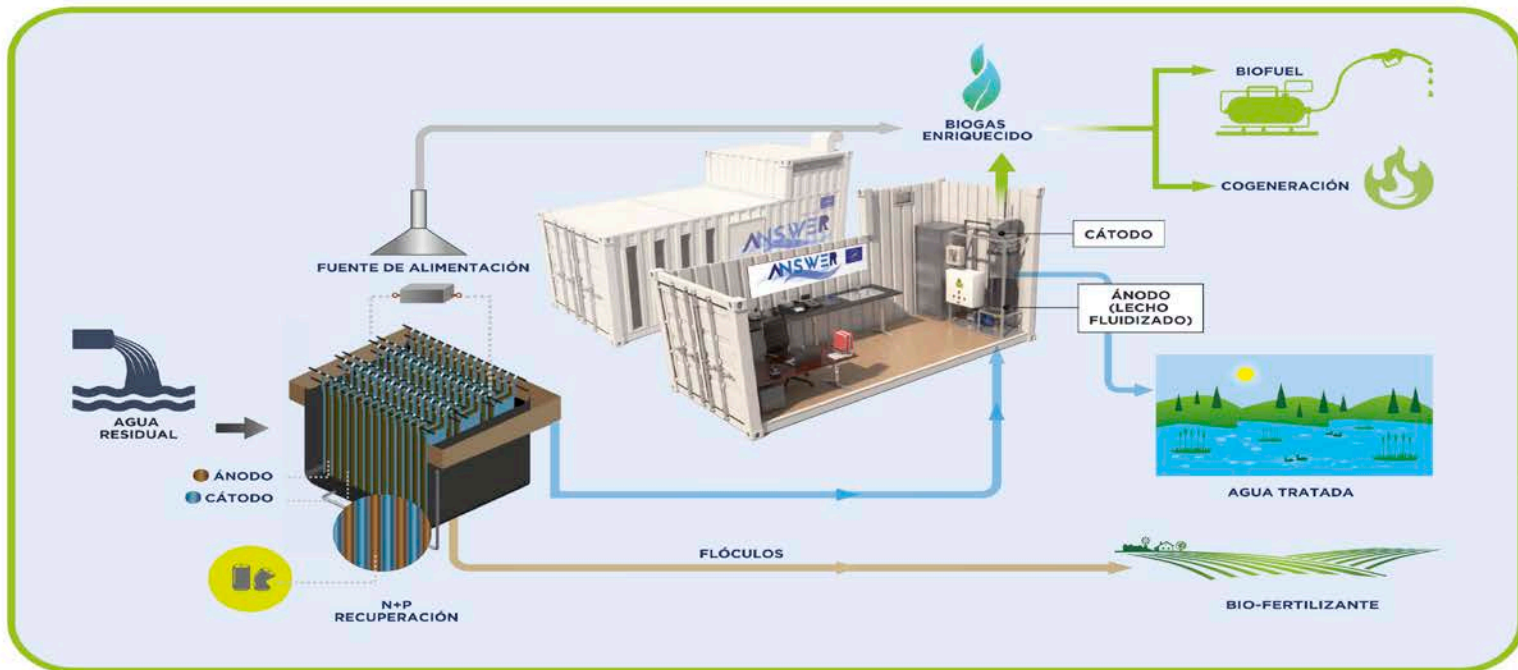 BIOFUEL
BIOGAS
ENRIQUECIDO
COGENERACIÓN
ANSWER
CÁTODO
FUENTE DE ALIMENTACIÓN
ANSWER
ÁNODO
(LECHO
FLUIDIZADO)
AGUA
RESIDUAL
ÁNODO
CÁTODO
AGUA TRATADA
FLÓCULOS
N+P
RECUPERACIÓN
BIO-FERTILIZANTE